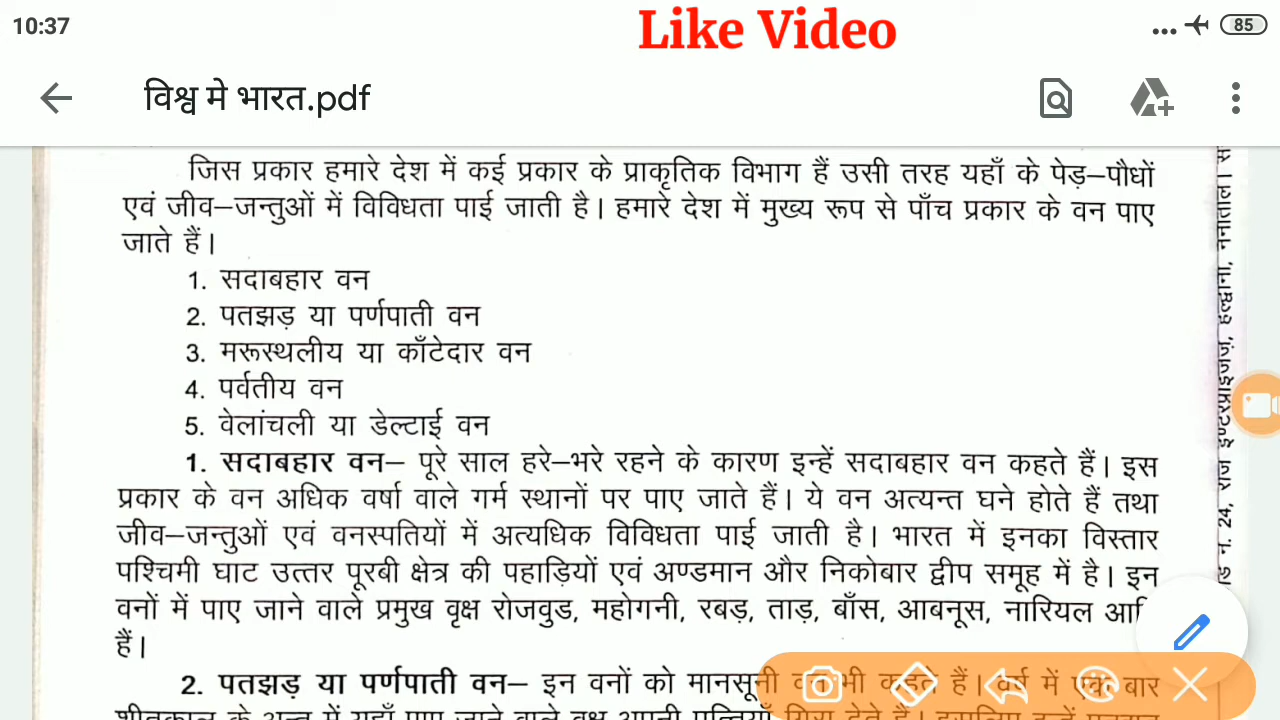 10:37
Like Video
85
विश्व मे भारत.pdf
जिस प्रकार हमारे देश में कई प्रकार के प्राकृतिक विभाग हैं उसी तरह यहाँ के पेड़–पौधों
एवं जीव–जन्तुओं में विविधता पाई जाती है। हमारे देश में मुख्य रूप से पाँच प्रकार के वन पाए
जाते हैं।
1. सदाबहार वन
2. पतझड़ या पर्णपाती वन
3. मरूस्थलीय या काँटेदार वन
4. पर्वतीय वन
5. वेलांचली या डेल्टाई वन
1. सदाबहार वन– पूरे साल हरे–भरे रहने के कारण इन्हें सदाबहार वन कहते हैं। इस
प्रकार के वन अधिक वर्षा वाले गर्म स्थानों पर पाए जाते हैं। ये वन अत्यन्त घने होते हैं तथा
जीव–जन्तुओं एवं वनस्पतियों में अत्यधिक विविधता पाई जाती है। भारत में इनका विस्तार
पश्चिमी घाट उत्तर पूरबी क्षेत्र की पहाड़ियों एवं अण्डमान और निकोबार द्वीप समूह में है। इन
वनों में पाए जाने वाले प्रमुख वृक्ष रोजवुड, महोगनी, रबड़, ताड़, बाँस, आबनूस, नारियल
हैं।
2. पतझड़ या पर्णपाती वन– इन वनों को मानसूनी वन भी कहते हैं। वर्ष में एक बार